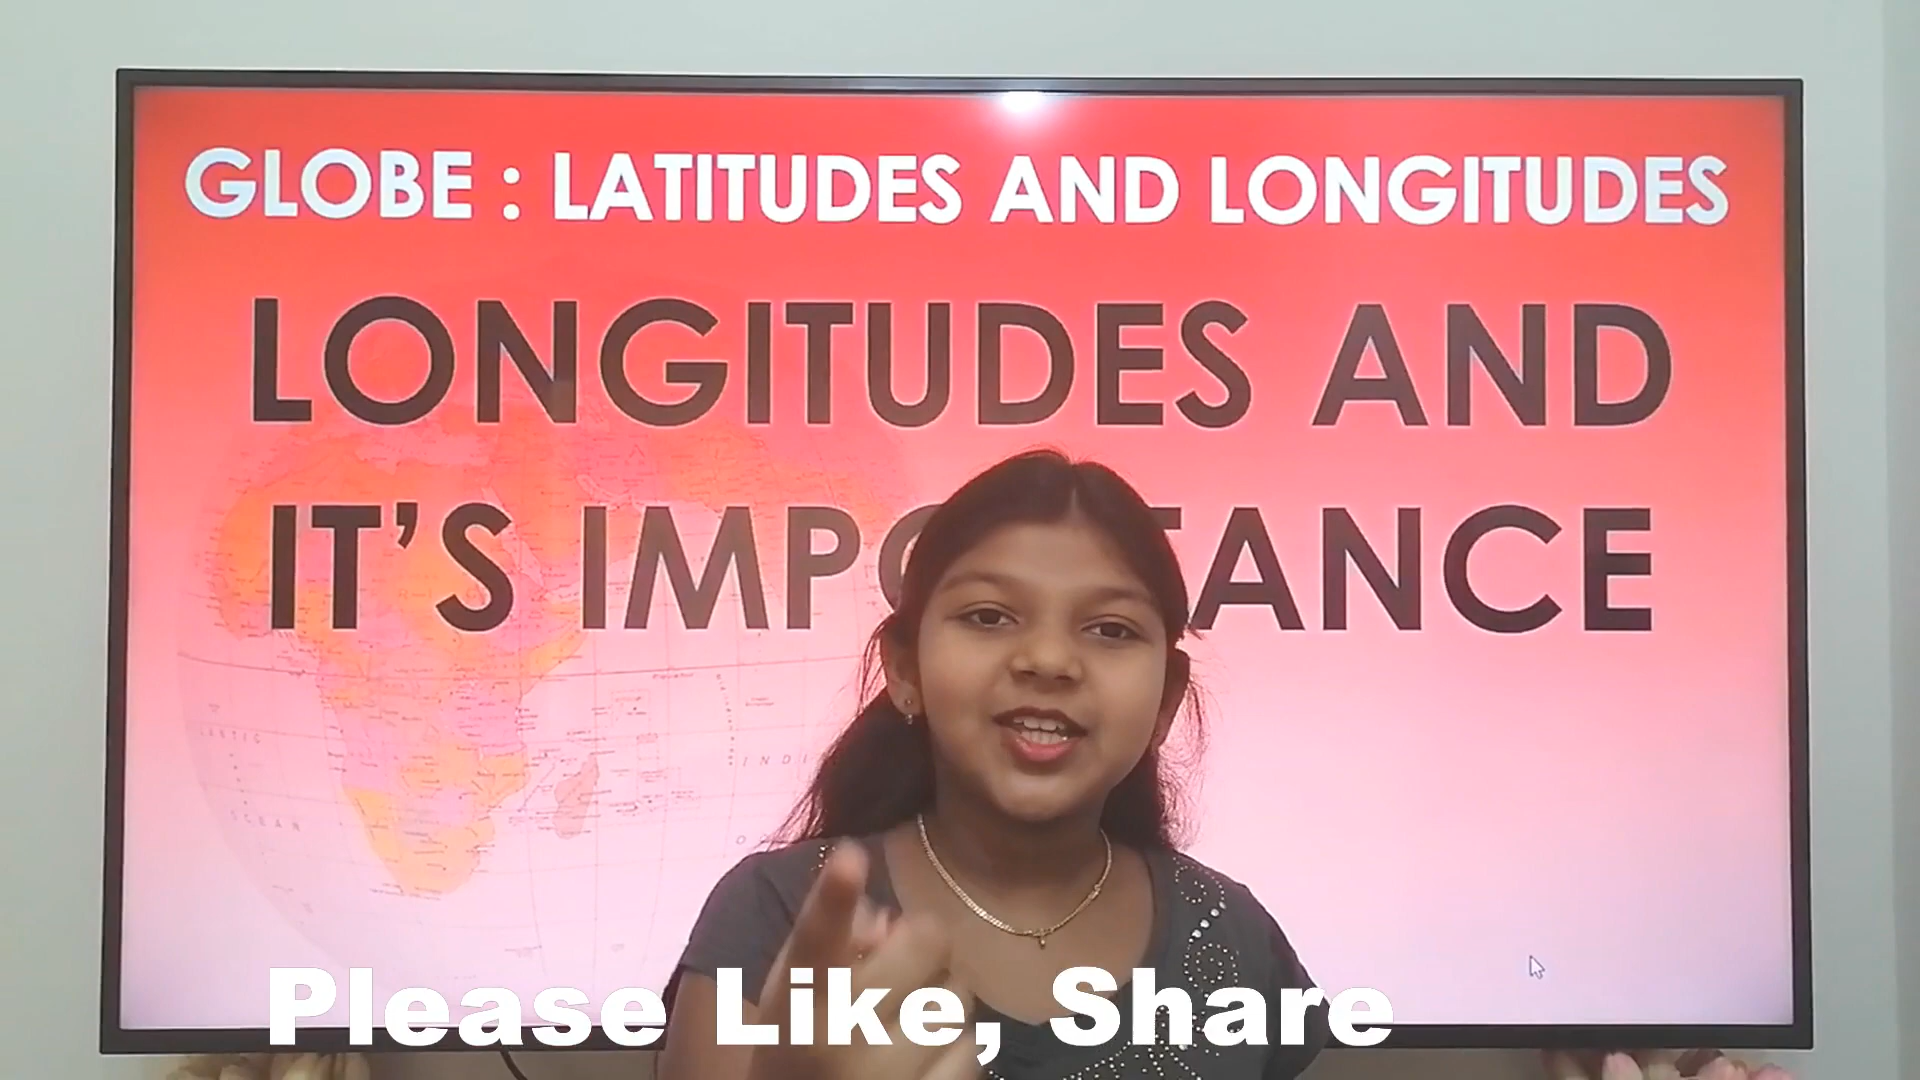 GLOBE : LATITUDES AND LONGITUDES
LONGITUDES AND
IT'S
Please Like, Share